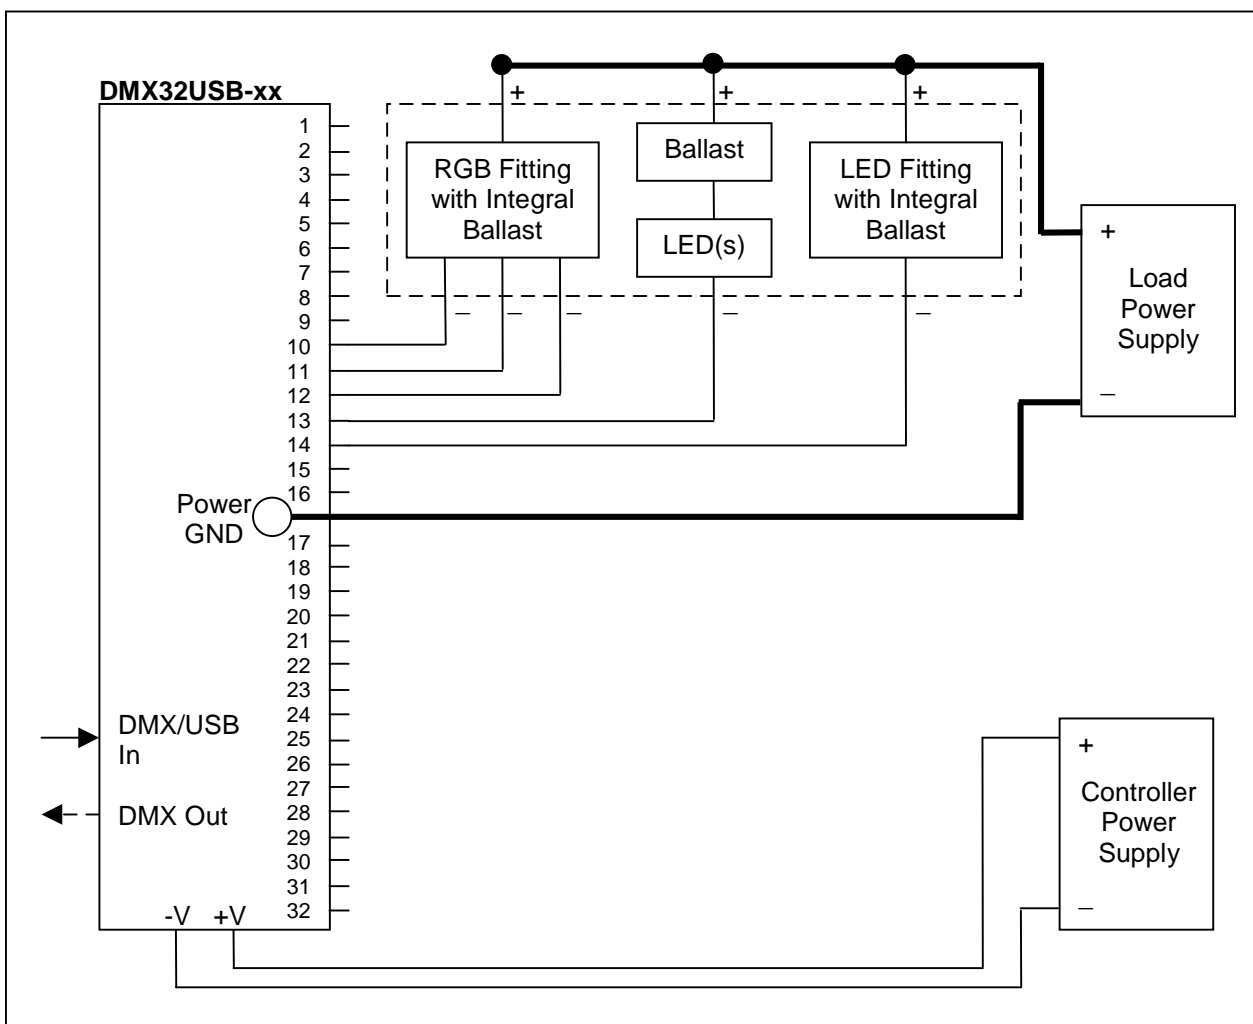 DMX32USB-xx
1
2
3
4
5
6
7
8
9
10
11
12
13
14
15
16
Power
GND
17
18
19
20
21
22
23
24
25
26
27
28
29
30
31
32
DMX/USB
In
DMX Out
-V +V
+ + +
RGB Fitting
with Integral
Ballast
Ballast
LED(s)
LED Fitting
with Integral
Ballast
– – – – –
+
Load
Power
Supply
–
+
Controller
Power
Supply
–